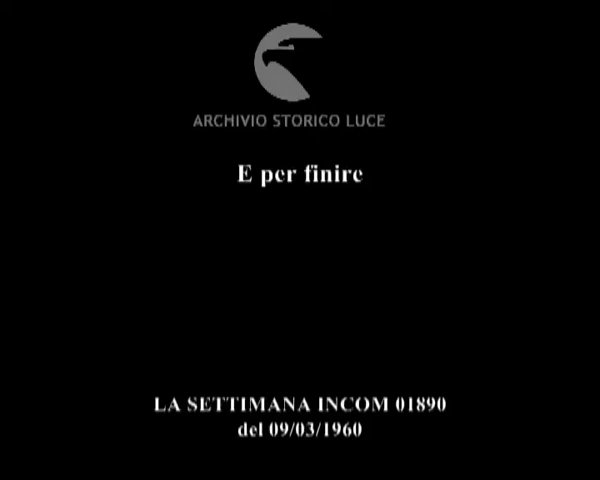 ARCHIVIO STORICO LUCE
E per finire
LA SETTIMANA INCOM 01890
del 09/03/1960